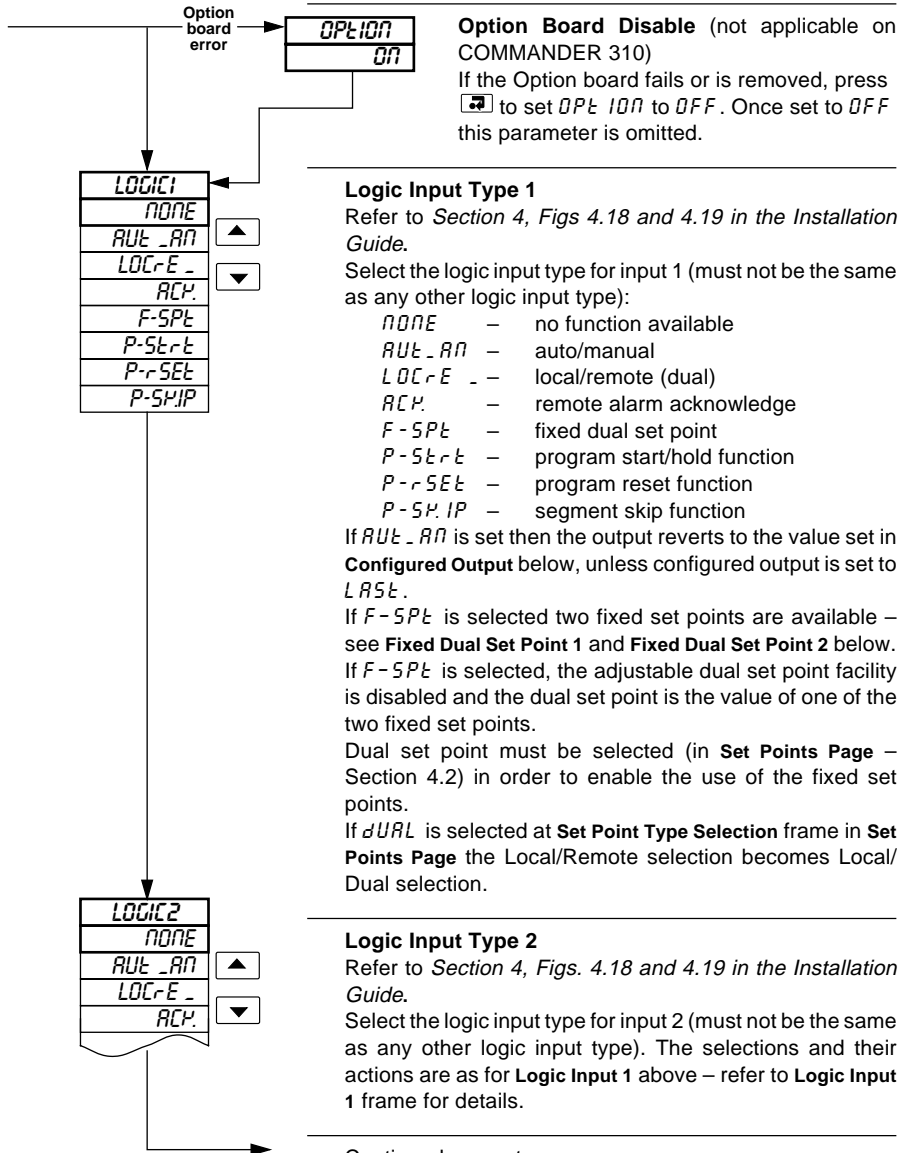 Option
board
error
OPtION
ON
Option Board Disable (not applicable on
COMMANDER 310)
If the Option board fails or is removed, press
to set OPtION to OFF. Once set to OFF
this parameter is omitted.
LOGIC1
NONE
AUt_AN
LOCrE_
ACK.
F-SPt
P-Strt
P-rSEt
P-SK.IP
Logic Input Type 1
Refer to Section 4, Figs 4.18 and 4.19 in the Installation
Guide.
Select the logic input type for input 1 (must not be the same
as any other logic input type):
NONE – no function available
AUt_AN – auto/manual
LOCrE_ – local/remote (dual)
ACK. – remote alarm acknowledge
F-SPt – fixed dual set point
P-Strt – program start/hold function
P-rSEt – program reset function
P-SK.IP – segment skip function
If AUt_AN is set then the output reverts to the value set in
Configured Output below, unless configured output is set to
LASt.
If F-SPt is selected two fixed set points are available –
see Fixed Dual Set Point 1 and Fixed Dual Set Point 2 below.
If F-SPt is selected, the adjustable dual set point facility
is disabled and the dual set point is the value of one of the
two fixed set points.
Dual set point must be selected (in Set Points Page –
Section 4.2) in order to enable the use of the fixed set
points.
If dUAL is selected at Set Point Type Selection frame in Set
Points Page the Local/Remote selection becomes Local/
Dual selection.
LOGIC2
NONE
AUt_AN
LOCrE_
ACK.
Logic Input Type 2
Refer to Section 4, Figs. 4.18 and 4.19 in the Installation
Guide.
Select the logic input type for input 2 (must not be the same
as any other logic input type). The selections and their
actions are as for Logic Input 1 above – refer to Logic Input
1 frame for details.